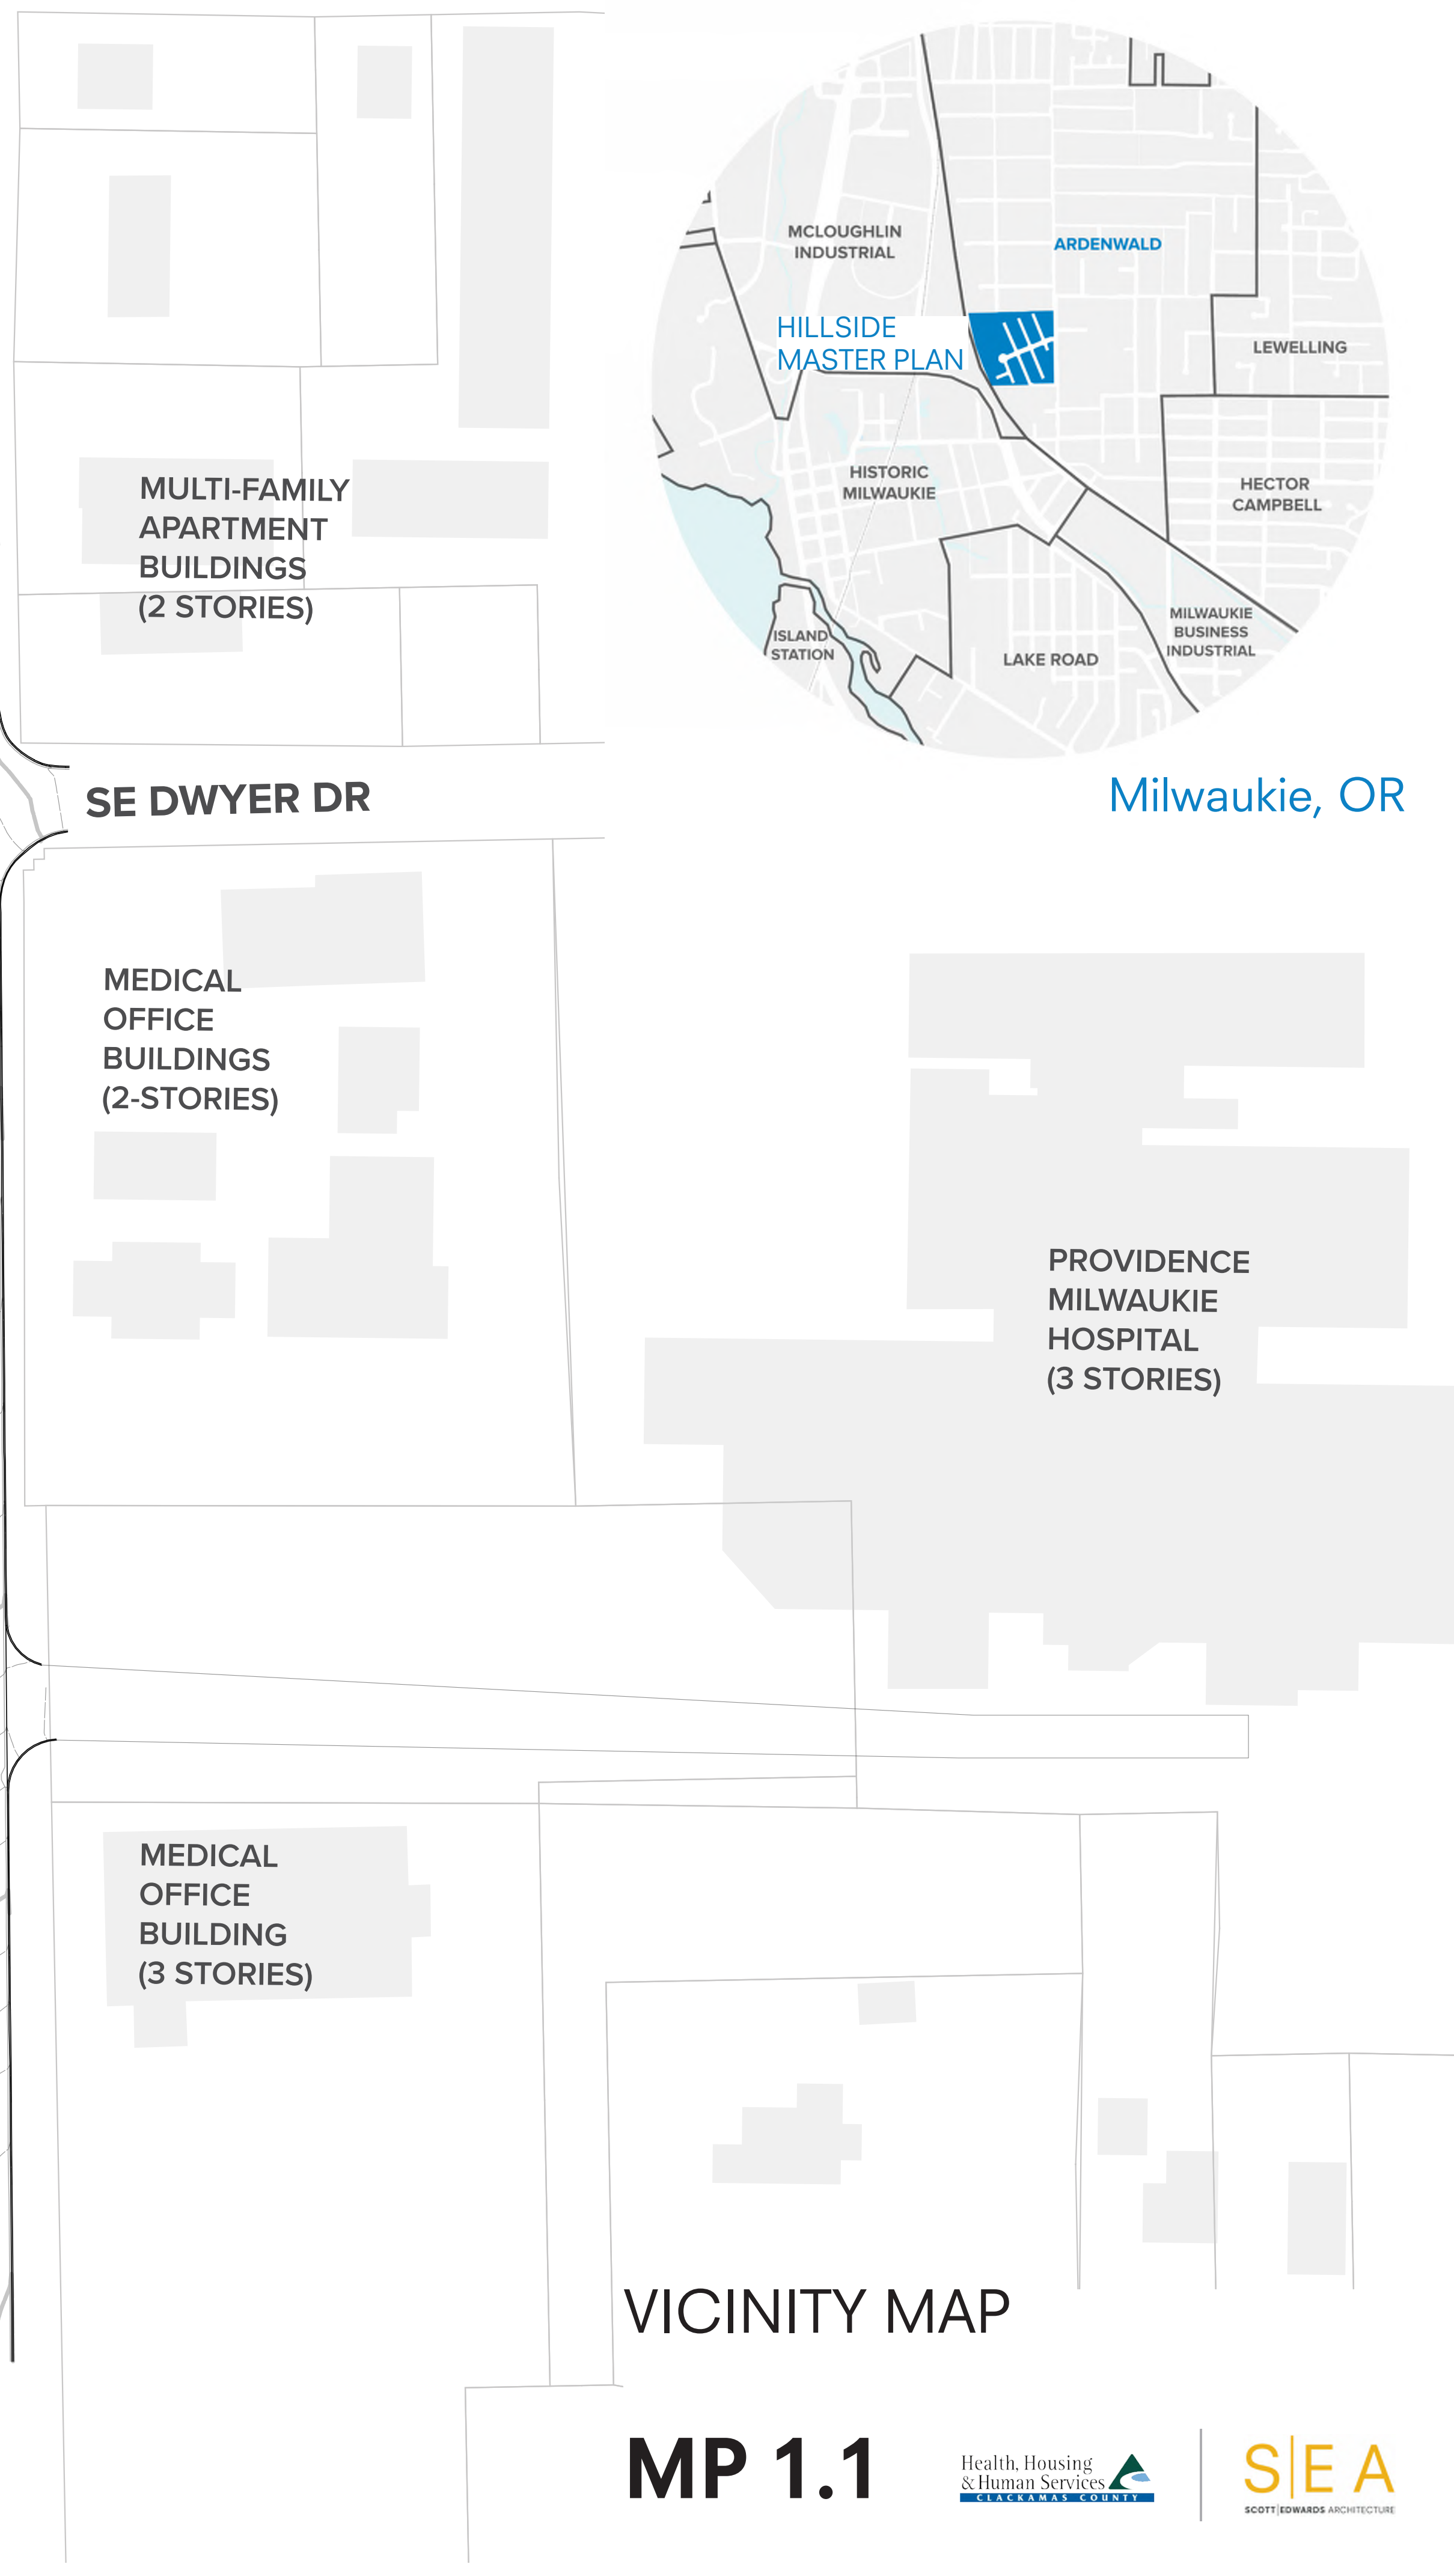 MCLOUGHLIN
INDUSTRIAL
ARDENWALD
HILLSIDE
MASTER PLAN
LEWELLING
HISTORIC
MILWAUKIE
HECTOR
CAMPBELL
MILWAUKIE
BUSINESS
INDUSTRIAL
ISLAND
STATION
LAKE ROAD
MULTI-FAMILY
APARTMENT
BUILDINGS
(2 STORIES)
SE DWYER DR
Milwaukie, OR
MEDICAL
OFFICE
BUILDINGS
(2-STORIES)
PROVIDENCE
MILWAUKIE
HOSPITAL
(3 STORIES)
MEDICAL
OFFICE
BUILDING
(3 STORIES)
VICINITY MAP
MP 1.1
Health, Housing
& Human Services
CLACKAMAS COUNTY
S|E A
SCOTT|EDWARDS ARCHITECTURE